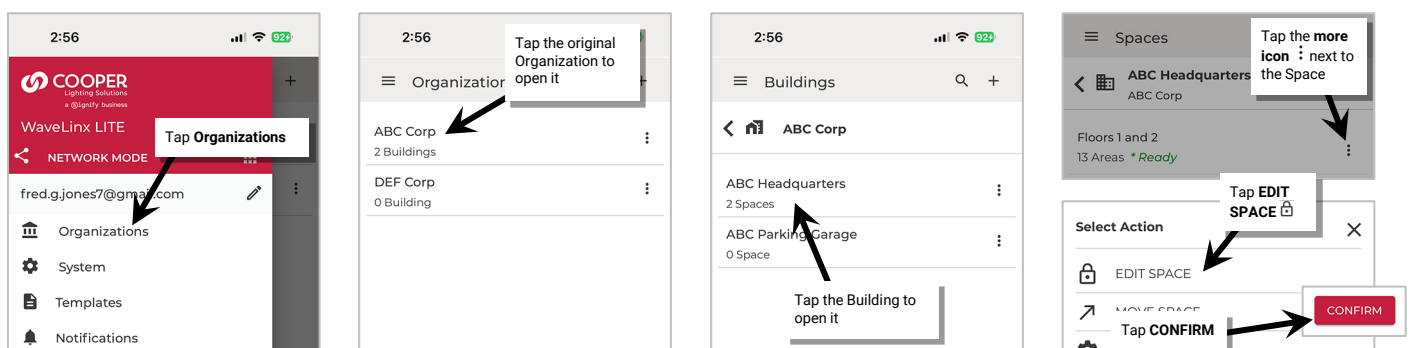 2:56
92
COOPER
Lighting Solutions
a Signify business
WaveLinx LITE
Tap Organizations
NETWORK MODE
fred.g.jones7@gmail.com
Organizations
System
Templates
Notifications
2:56
Tap the original
Organization to
open it
Organization
ABC Corp
2 Buildings
DEF Corp
0 Building
2:56
92
Buildings
ABC Corp
ABC Headquarters
2 Spaces
ABC Parking Garage
0 Space
Tap the Building to
open it
Spaces
Tap the more
icon ⋮ next to
the Space
ABC Headquarters
ABC Corp
Floors 1 and 2
13 Areas * Ready
Tap EDIT
SPACE
Select Action
EDIT SPACE
MOVE SPACE
CONFIRM
Tap CONFIRM